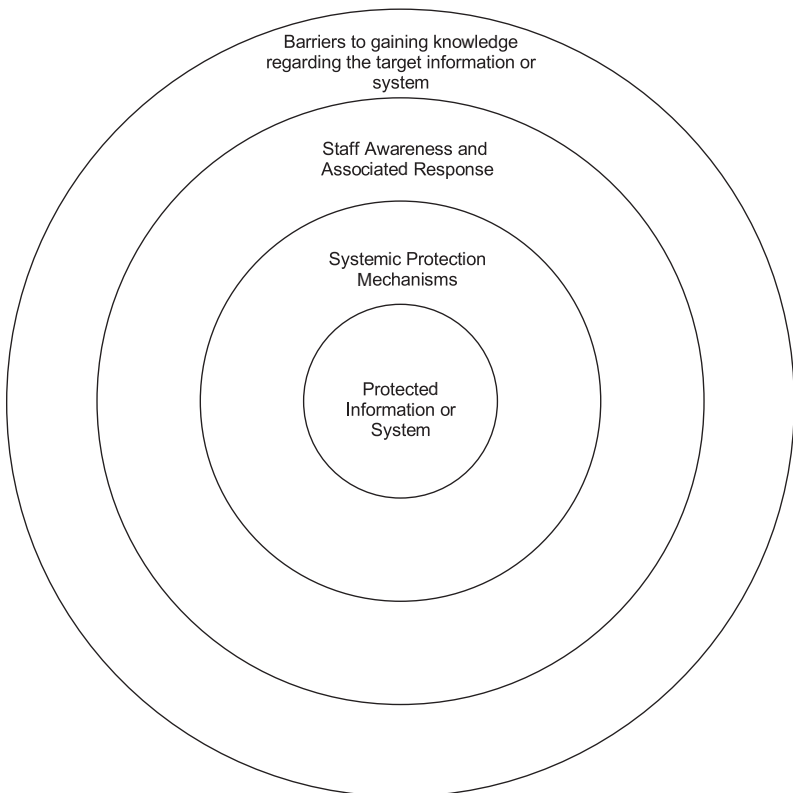 Barriers to gaining knowledge
regarding the target information or
system
Staff Awareness and
Associated Response
Systemic Protection
Mechanisms
Protected
Information or
System